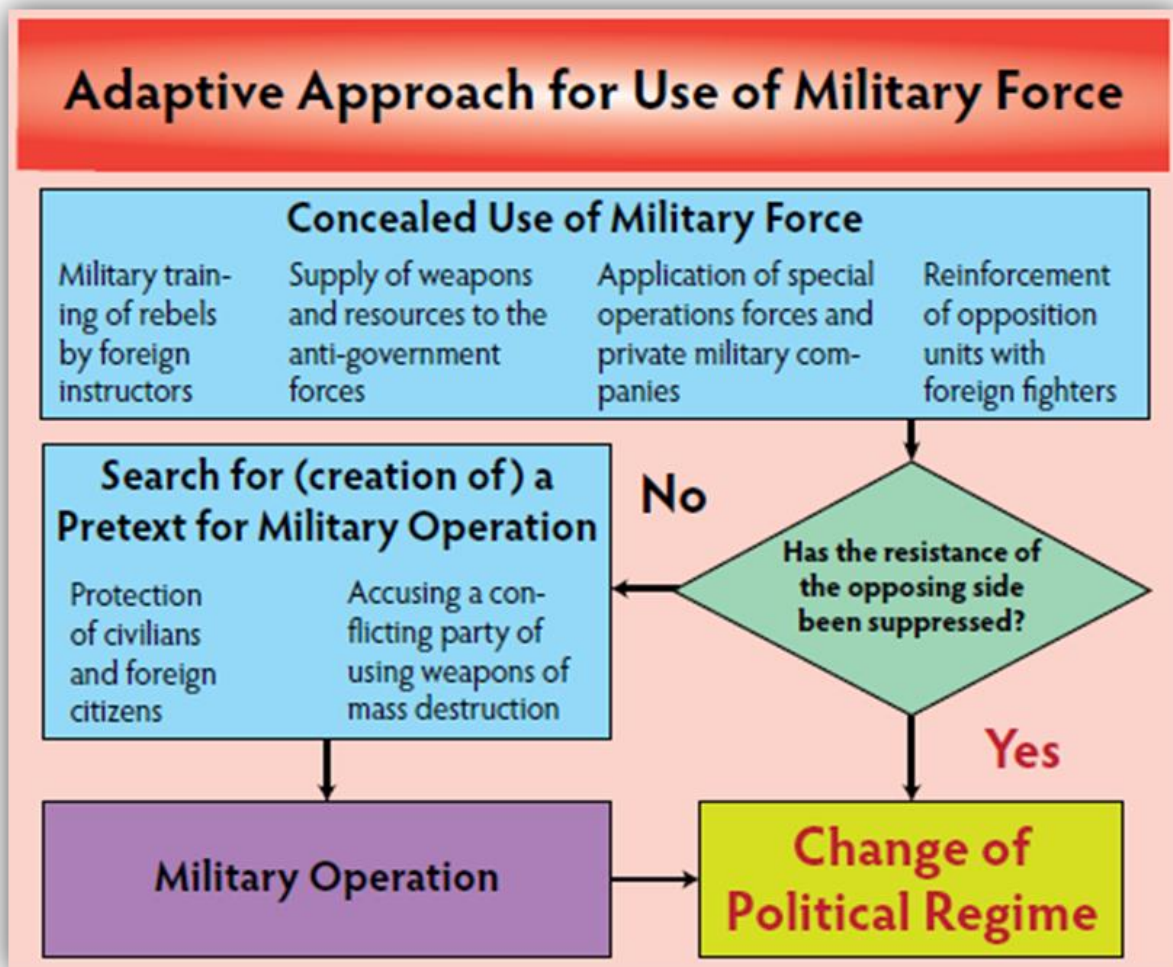 Adaptive Approach for Use of Military Force
Concealed Use of Military Force
Military train-
ing of rebels
by foreign
instructors
Supply of weapons
and resources to the
anti-government
forces
Application of special
operations forces and
private military com-
panies
Reinforcement
of opposition
units with
foreign fighters
Has the resistance of
the opposing side
been suppressed?
No
Search for (creation of) a
Pretext for Military Operation
Protection
of civilians
and foreign
citizens
Accusing a con-
flicting party of
using weapons of
mass destruction
Yes
Military Operation
Change of
Political Regime